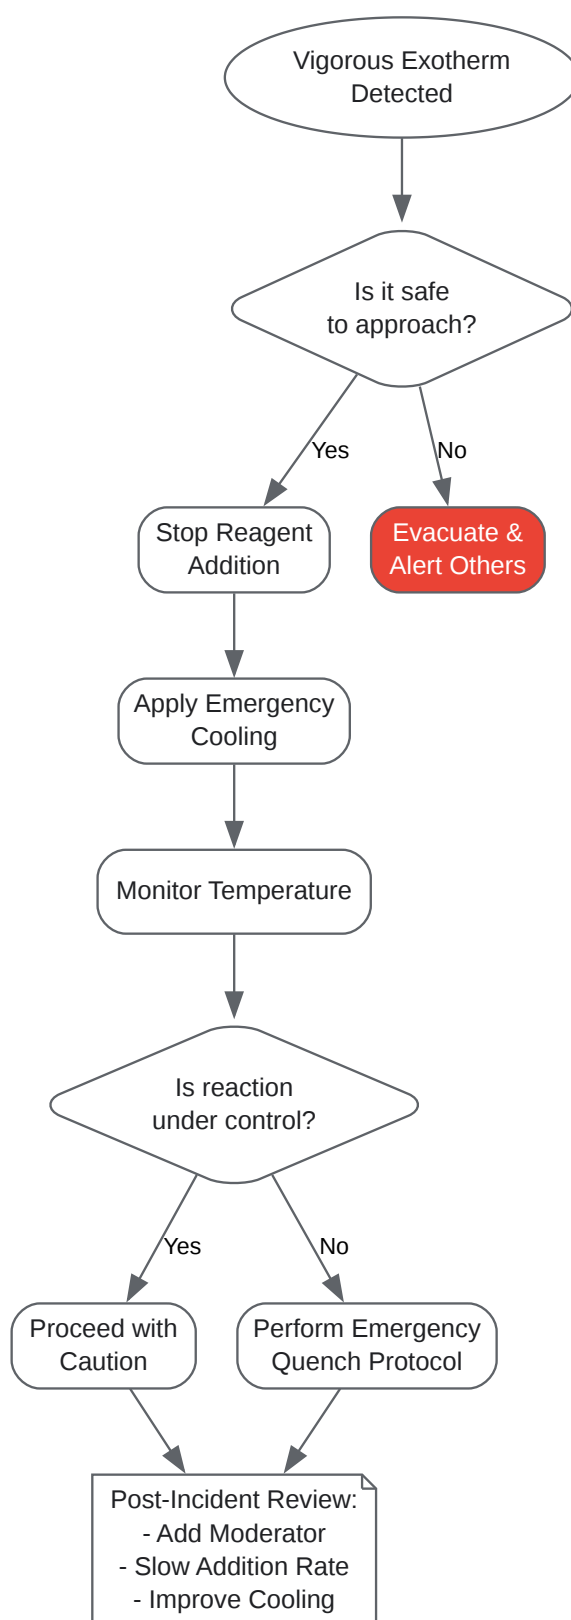 Vigorous Exotherm
Detected
Is it safe
to approach?
Yes
No
Stop Reagent
Addition
Evacuate &
Alert Others
Apply Emergency
Cooling
Monitor Temperature
Is reaction
under control?
Yes
No
Proceed with
Caution
Perform Emergency
Quench Protocol
Post-Incident Review:
- Add Moderator
- Slow Addition Rate
- Improve Cooling